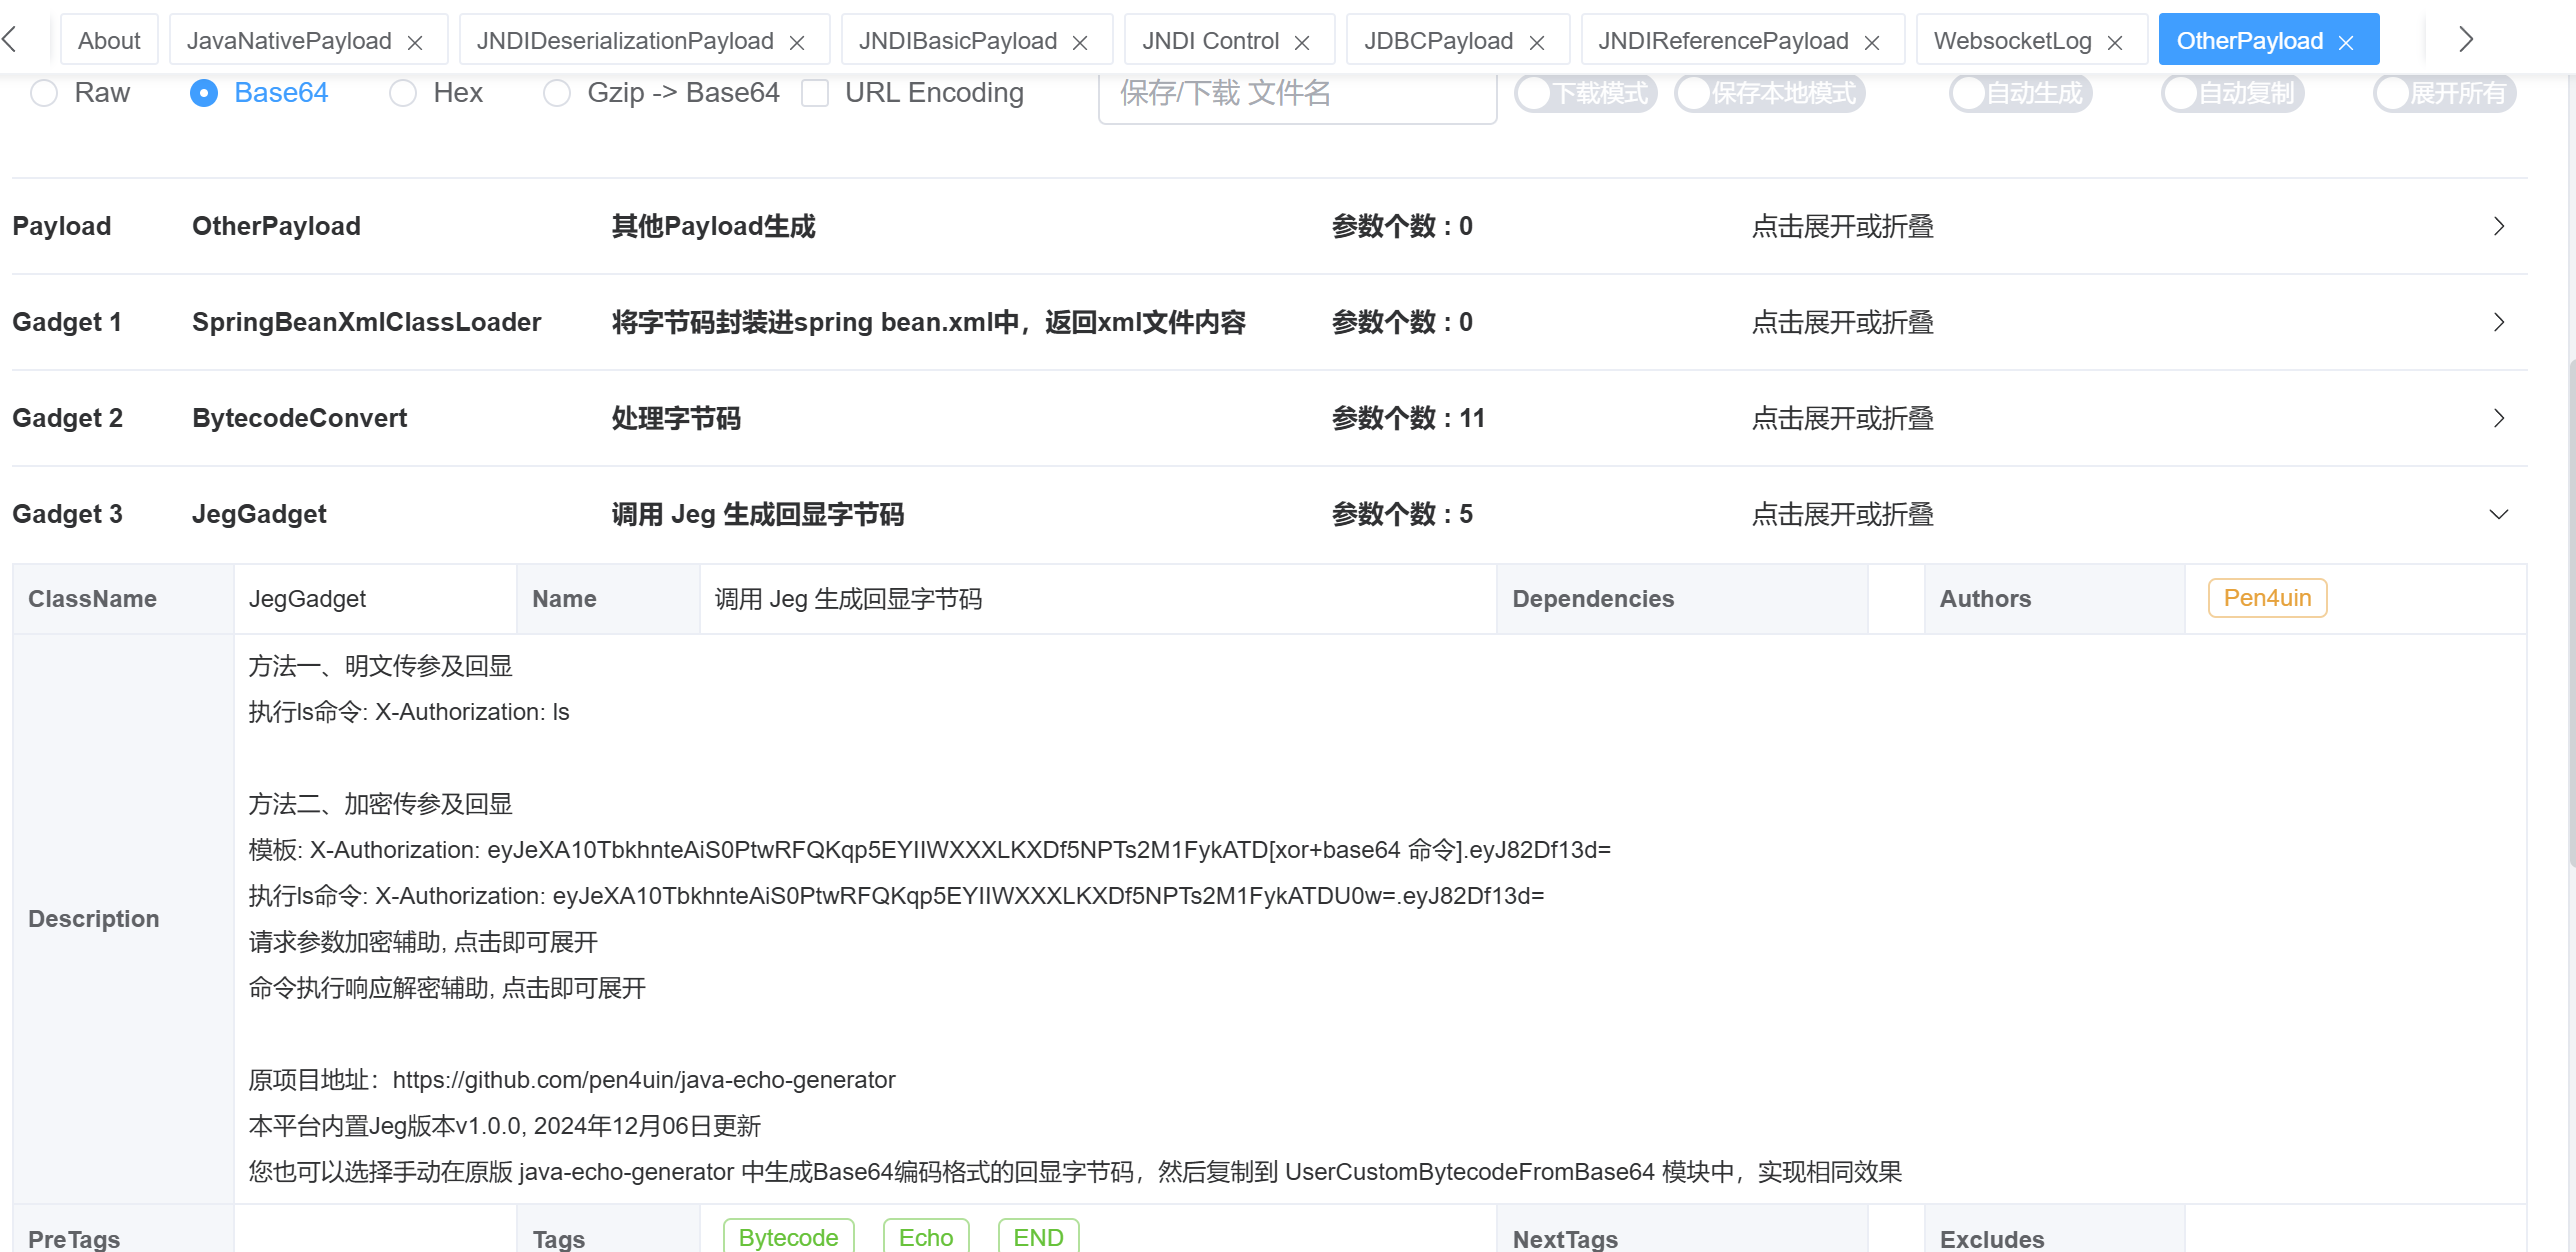 About JavaNativePayload JNDIDeserializationPayload JNDIBasicPayload JNDI Control JDBCPayload JNDIReferencePayload WebsocketLog OtherPayload
Raw Base64 Hex Gzip -> Base64 URL Encoding 保存/下载 文件名 下载模式 保存本地模式 自动生成 自动复制 展开所有
Payload OtherPayload 其他Payload生成 参数个数 : 0 点击展开或折叠
Gadget 1 SpringBeanXmlClassLoader 将字节码封装进spring bean.xml中，返回xml文件内容 参数个数 : 0 点击展开或折叠
Gadget 2 BytecodeConvert 处理字节码 参数个数 : 11 点击展开或折叠
Gadget 3 JegGadget 调用 Jeg 生成回显字节码 参数个数 : 5 点击展开或折叠
ClassName JegGadget Name 调用 Jeg 生成回显字节码 Dependencies Authors Pen4uin
Description
方法一、明文传参及回显
执行ls命令: X-Authorization: ls
方法二、加密传参及回显
模板: X-Authorization: eyJeXA10TbkhnteAiS0PtwRFQKqp5EYIIWXXXLKXDf5NPTs2M1FykATD[xor+base64 命令].eyJ82Df13d=
执行ls命令: X-Authorization: eyJeXA10TbkhnteAiS0PtwRFQKqp5EYIIWXXXLKXDf5NPTs2M1FykATDU0w=.eyJ82Df13d=
请求参数加密辅助, 点击即可展开
命令执行响应解密辅助, 点击即可展开
原项目地址：https://github.com/pen4uin/java-echo-generator
本平台内置Jeg版本v1.0.0, 2024年12月06日更新
您也可以选择手动在原版 java-echo-generator 中生成Base64编码格式的回显字节码，然后复制到 UserCustomBytecodeFromBase64 模块中，实现相同效果
PreTags Tags Bytecode Echo END NextTags Excludes